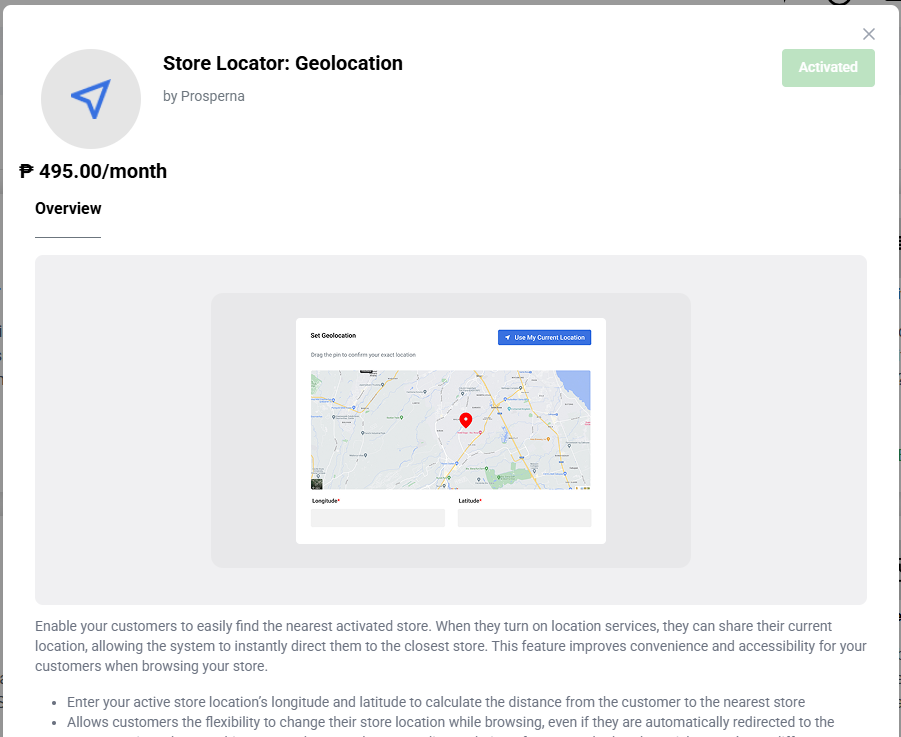 Store Locator: Geolocation
Activated
by Prosperna
₱ 495.00/month
Overview
Set Geolocation
Use My Current Location
Drag the pin to confirm your exact location
Longitude*
Latitude*
Enable your customers to easily find the nearest activated store. When they turn on location services, they can share their current
location, allowing the system to instantly direct them to the closest store. This feature improves convenience and accessibility for your
customers when browsing your store.
• Enter your active store location's longitude and latitude to calculate the distance from the customer to the nearest store
• Allows customers the flexibility to change their store location while browsing, even if they are automatically redirected to the